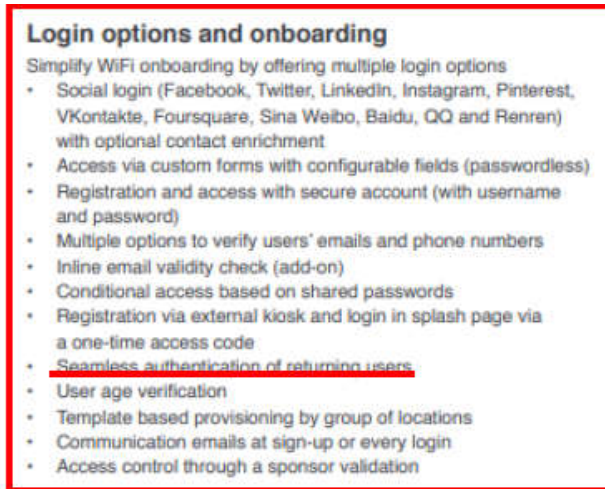 Login options and onboarding
Simplify WiFi onboarding by offering multiple login options
• Social login (Facebook, Twitter, LinkedIn, Instagram, Pinterest,
VKontakte, Foursquare, Sina Weibo, Baidu, QQ and Renren)
with optional contact enrichment
• Access via custom forms with configurable fields (passwordless)
• Registration and access with secure account (with username
and password)
• Multiple options to verify users' emails and phone numbers
• Inline email validity check (add-on)
• Conditional access based on shared passwords
• Registration via external kiosk and login in splash page via
a one-time access code
• Seamless authentication of returning users
• User age verification
• Template based provisioning by group of locations
• Communication emails at sign-up or every login
• Access control through a sponsor validation